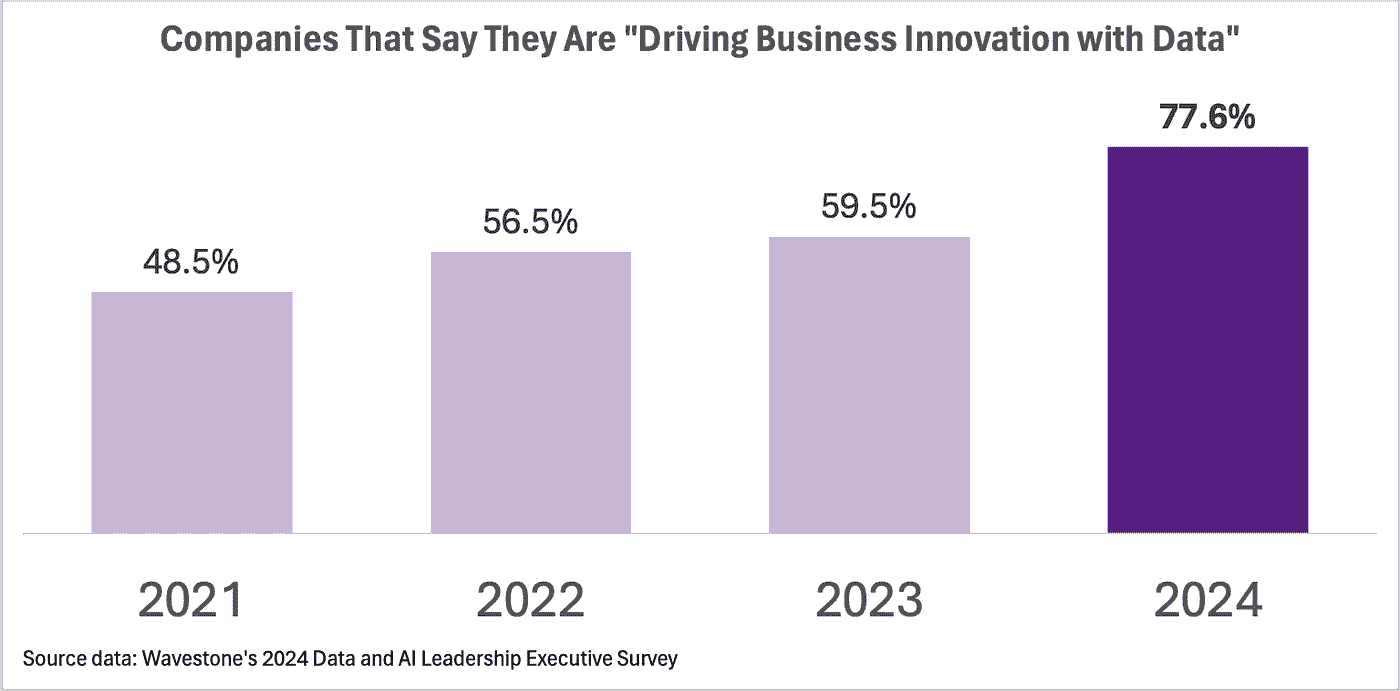 Companies That Say They Are "Driving Business Innovation with Data"
77.6%
59.5%
56.5%
48.5%
2021 2022 2023 2024
Source data: Wavestone's 2024 Data and AI Leadership Executive Survey